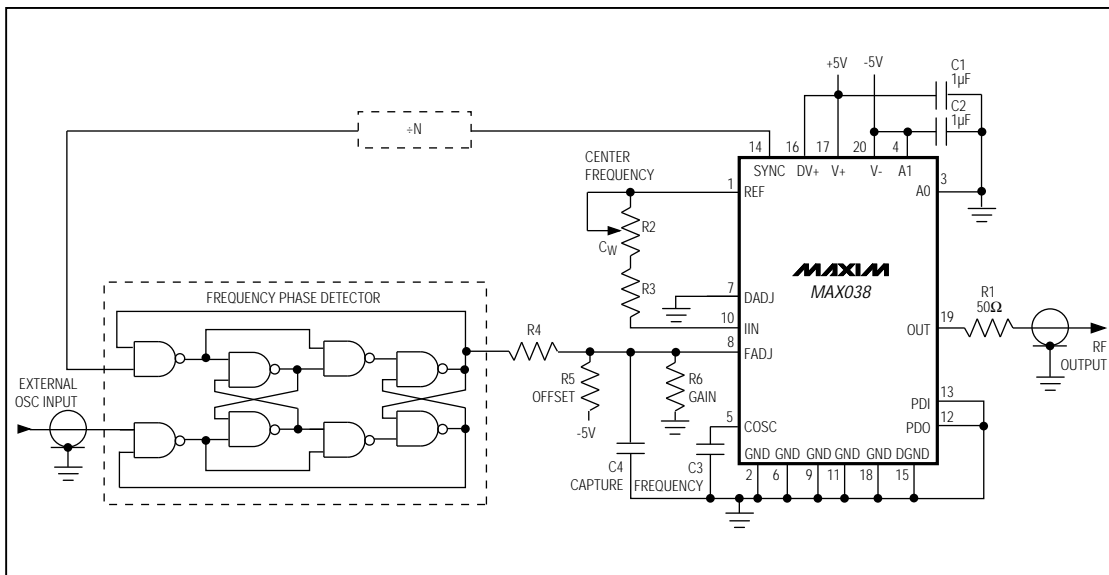 +5V
-5V
C1
1µF
C2
1µF
÷N
14
16
17
20
4
SYNC
DV+
V+
V-
A1
CENTER
FREQUENCY
1
REF
3
A0
R2
CW
R3
MAXIM
MAX038
7
DADJ
10
IIN
8
FADJ
R1
50Ω
19
OUT
RF
OUTPUT
FREQUENCY PHASE DETECTOR
R4
EXTERNAL
OSC INPUT
R5
OFFSET
-5V
R6
GAIN
5
COSC
13
PDI
12
PDO
C4
CAPTURE
C3
FREQUENCY
GND
GND
GND
GND
GND
DGND
2
6
9
11
18
15